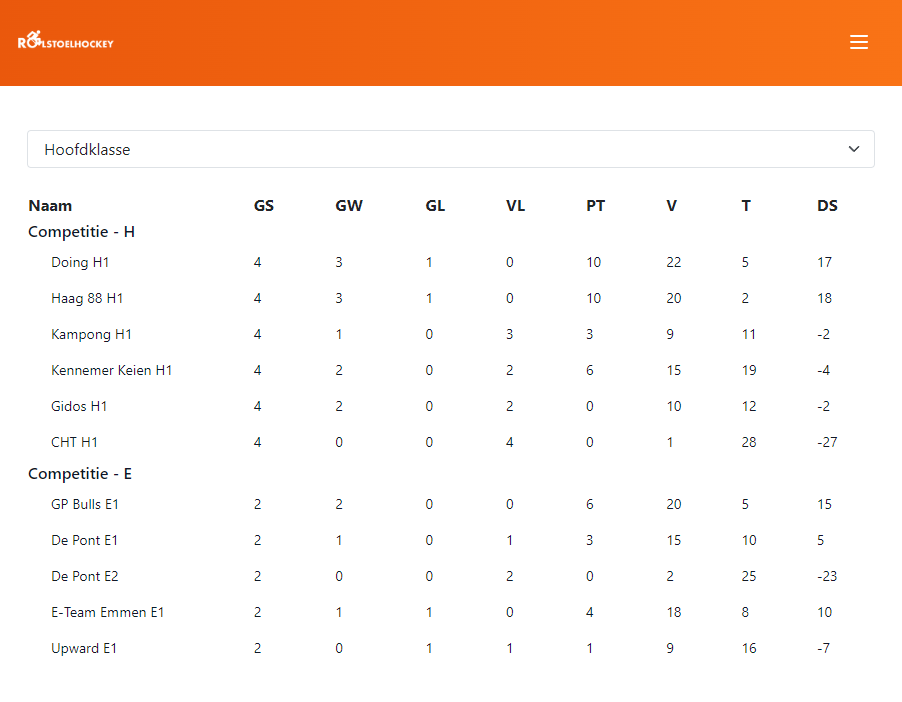 ROLSTOELHOCKEY
Hoofdklasse
Naam GS GW GL VL PT V T DS
Competitie - H
Doing H1 4 3 1 0 10 22 5 17
Haag 88 H1 4 3 1 0 10 20 2 18
Kampong H1 4 1 0 3 3 9 11 -2
Kennemer Keien H1 4 2 0 2 6 15 19 -4
Gidos H1 4 2 0 2 0 10 12 -2
CHT H1 4 0 0 4 0 1 28 -27
Competitie - E
GP Bulls E1 2 2 0 0 6 20 5 15
De Pont E1 2 1 0 1 3 15 10 5
De Pont E2 2 0 0 2 0 2 25 -23
E-Team Emmen E1 2 1 1 0 4 18 8 10
Upward E1 2 0 1 1 1 9 16 -7